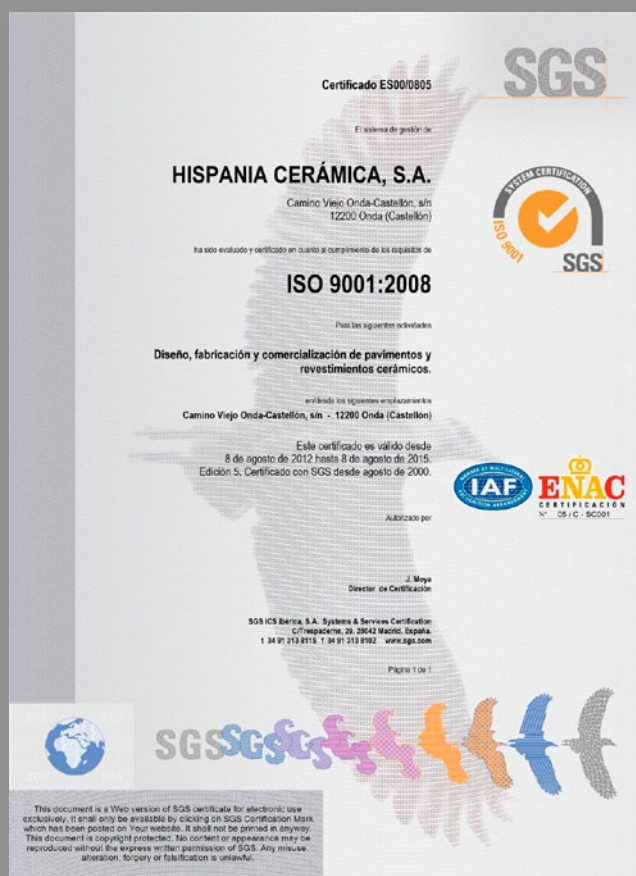 SGS
Certificado ES00/0805
El sistema de gestión de
HISPANIA CERÁMICA, S.A.
Camino Viejo Onda-Castellón, s/n
12200 Onda (Castellón)
SYSTEM CERTIFICATION
ISO 9001
SGS
ha sido evaluado y certificado en cuanto al cumplimiento de los requisitos de
ISO 9001:2008
Para las siguientes actividades
Diseño, fabricación y comercialización de pavimentos y
revestimientos cerámicos.
en/desde los siguientes emplazamientos
Camino Viejo Onda-Castellón, s/n - 12200 Onda (Castellón)
Este certificado es válido desde
8 de agosto de 2012 hasta 8 de agosto de 2015.
Edición 5. Certificado con SGS desde agosto de 2000.
MEMBER OF MULTILATERAL
RECOGNITION ARRANGEMENT
IAF
ENAC
CERTIFICACIÓN
Nº 05 / C - SC001
Autorizado por
J. Moya
Director de Certificación
SGS ICS Ibérica, S.A. Systems & Services Certification
C/Trespaderne, 29. 28042 Madrid. España.
t 34 91 313 8115 f 34 91 313 8102 www.sgs.com
Página 1 de 1
SGS SGS SGS
This document is a Web version of SGS certificate for electronic use
exclusively. It shall only be available by clicking on SGS Certification Mark
which has been posted on Your website. It shall not be printed in anyway.
This document is copyright protected. No content or appearance may be
reproduced without the express written permission of SGS. Any misuse,
alteration, forgery or falsification is unlawful.